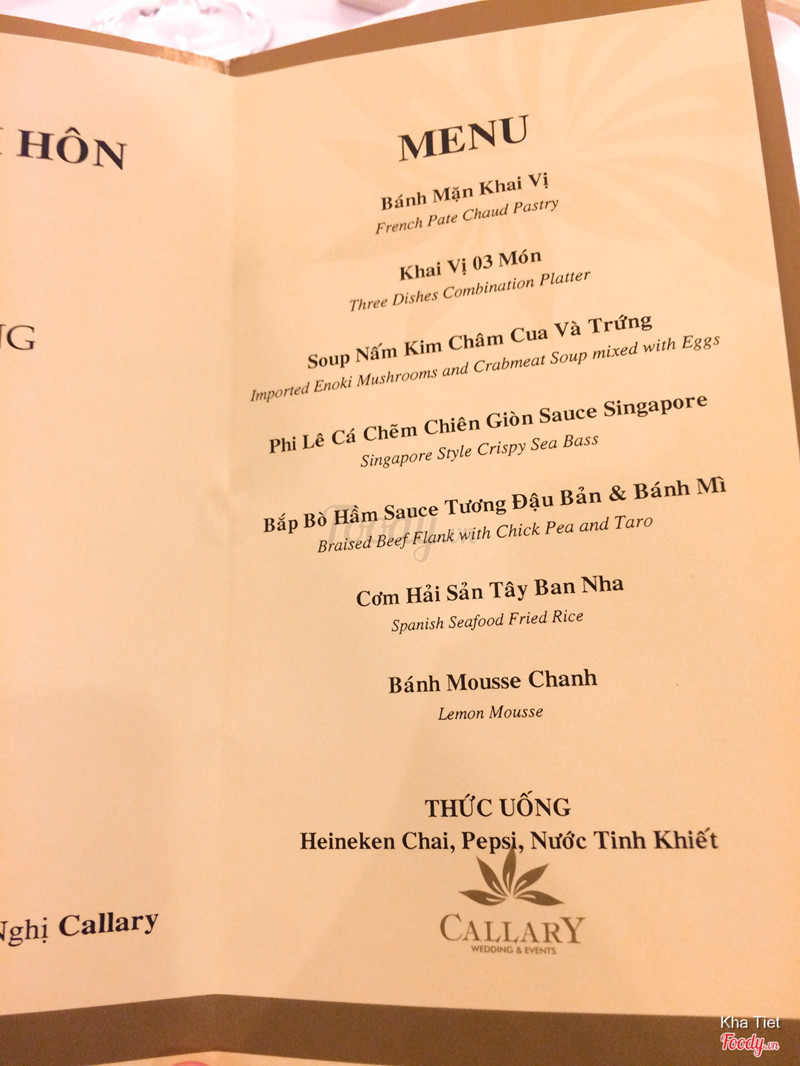 HÔN
NG
Nghị Callary
MENU
Bánh Mặn Khai Vị
French Pate Chaud Pastry
Khai Vị 03 Món
Three Dishes Combination Platter
Soup Nấm Kim Châm Cua Và Trứng
Imported Enoki Mushrooms and Crabmeat Soup mixed with Eggs
Phi Lê Cá Chẽm Chiên Giòn Sauce Singapore
Singapore Style Crispy Sea Bass
Bắp Bò Hầm Sauce Tương Đậu Bản & Bánh Mì
Braised Beef Flank with Chick Pea and Taro
Cơm Hải Sản Tây Ban Nha
Spanish Seafood Fried Rice
Bánh Mousse Chanh
Lemon Mousse
THỨC UỐNG
Heineken Chai, Pepsi, Nước Tinh Khiết
CALLARY
WEDDING & EVENTS
Foody.vn
Kha Tiet
Foody.vn